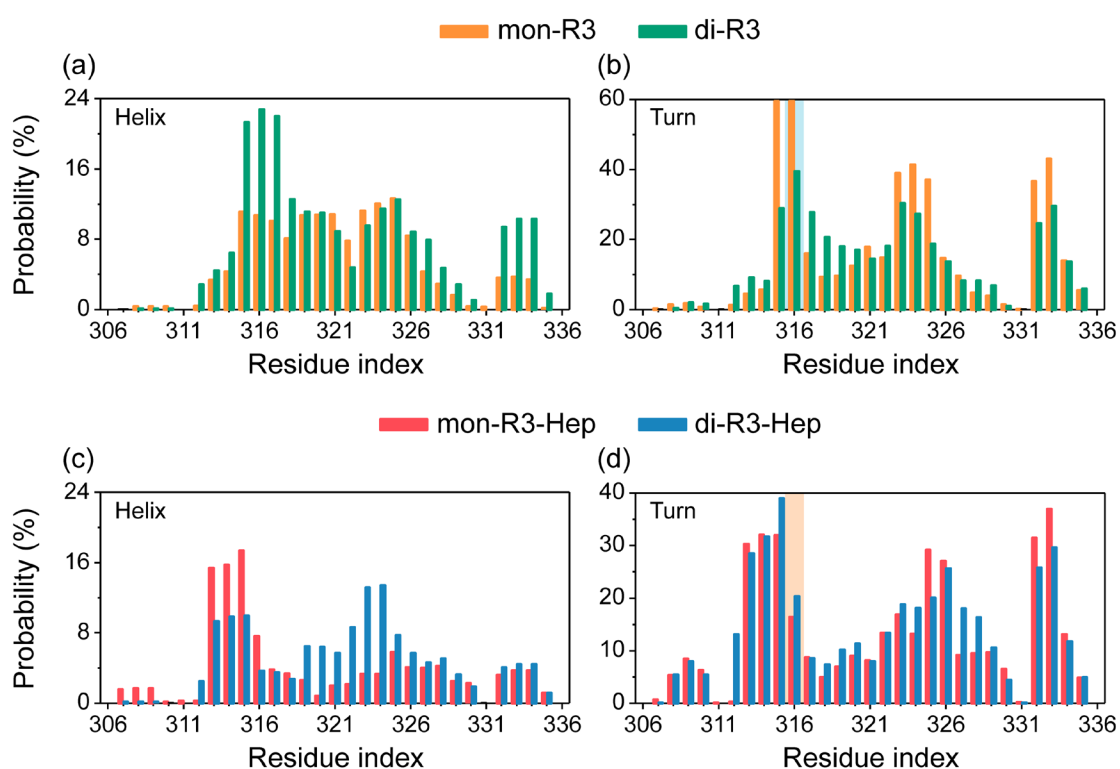 mon-R3 di-R3
(a) (b)
Helix
24
16
8
0
306 311 316 321 326 331 336
Residue index
Probability (%)
Turn
60
40
20
0
306 311 316 321 326 331 336
Residue index
mon-R3-Hep di-R3-Hep
(c) (d)
Helix
24
16
8
0
306 311 316 321 326 331 336
Residue index
Probability (%)
Turn
40
30
20
10
0
306 311 316 321 326 331 336
Residue index